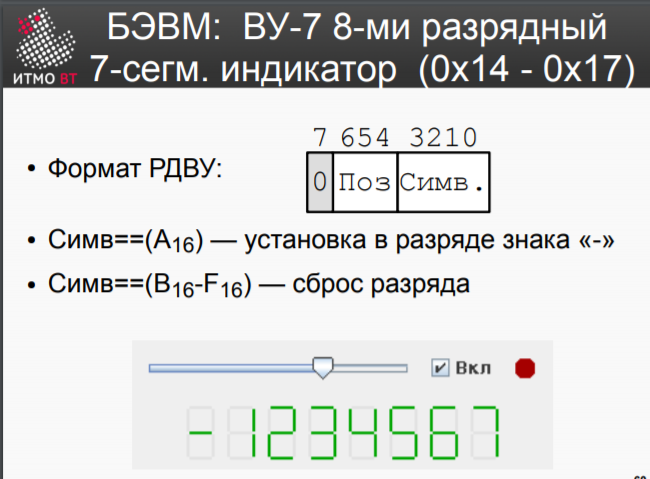 БЭВМ: ВУ-7 8-ми разрядный
7-сегм. индикатор (0x14 - 0x17)
ИТМО ВТ
7 654 3210
• Формат РДВУ:
0 Поз Симв.
• Симв==(A16) — установка в разряде знака «-»
• Симв==(B16-F16) — сброс разряда
Вкл
-1234567